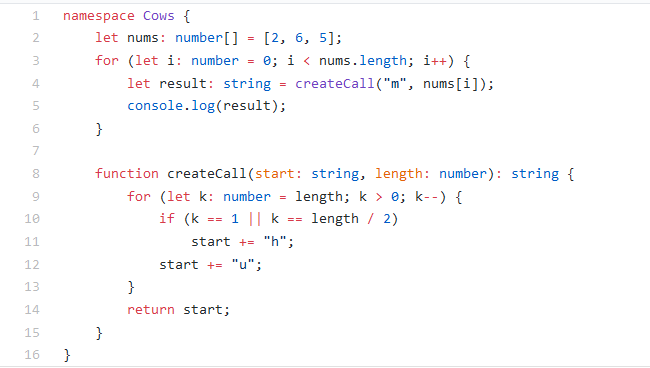 1 namespace Cows {
2     let nums: number[] = [2, 6, 5];
3     for (let i: number = 0; i < nums.length; i++) {
4         let result: string = createCall("m", nums[i]);
5         console.log(result);
6     }
7
8     function createCall(start: string, length: number): string {
9         for (let k: number = length; k > 0; k--) {
10             if (k == 1 || k == length / 2)
11                 start += "h";
12             start += "u";
13         }
14         return start;
15     }
16 }